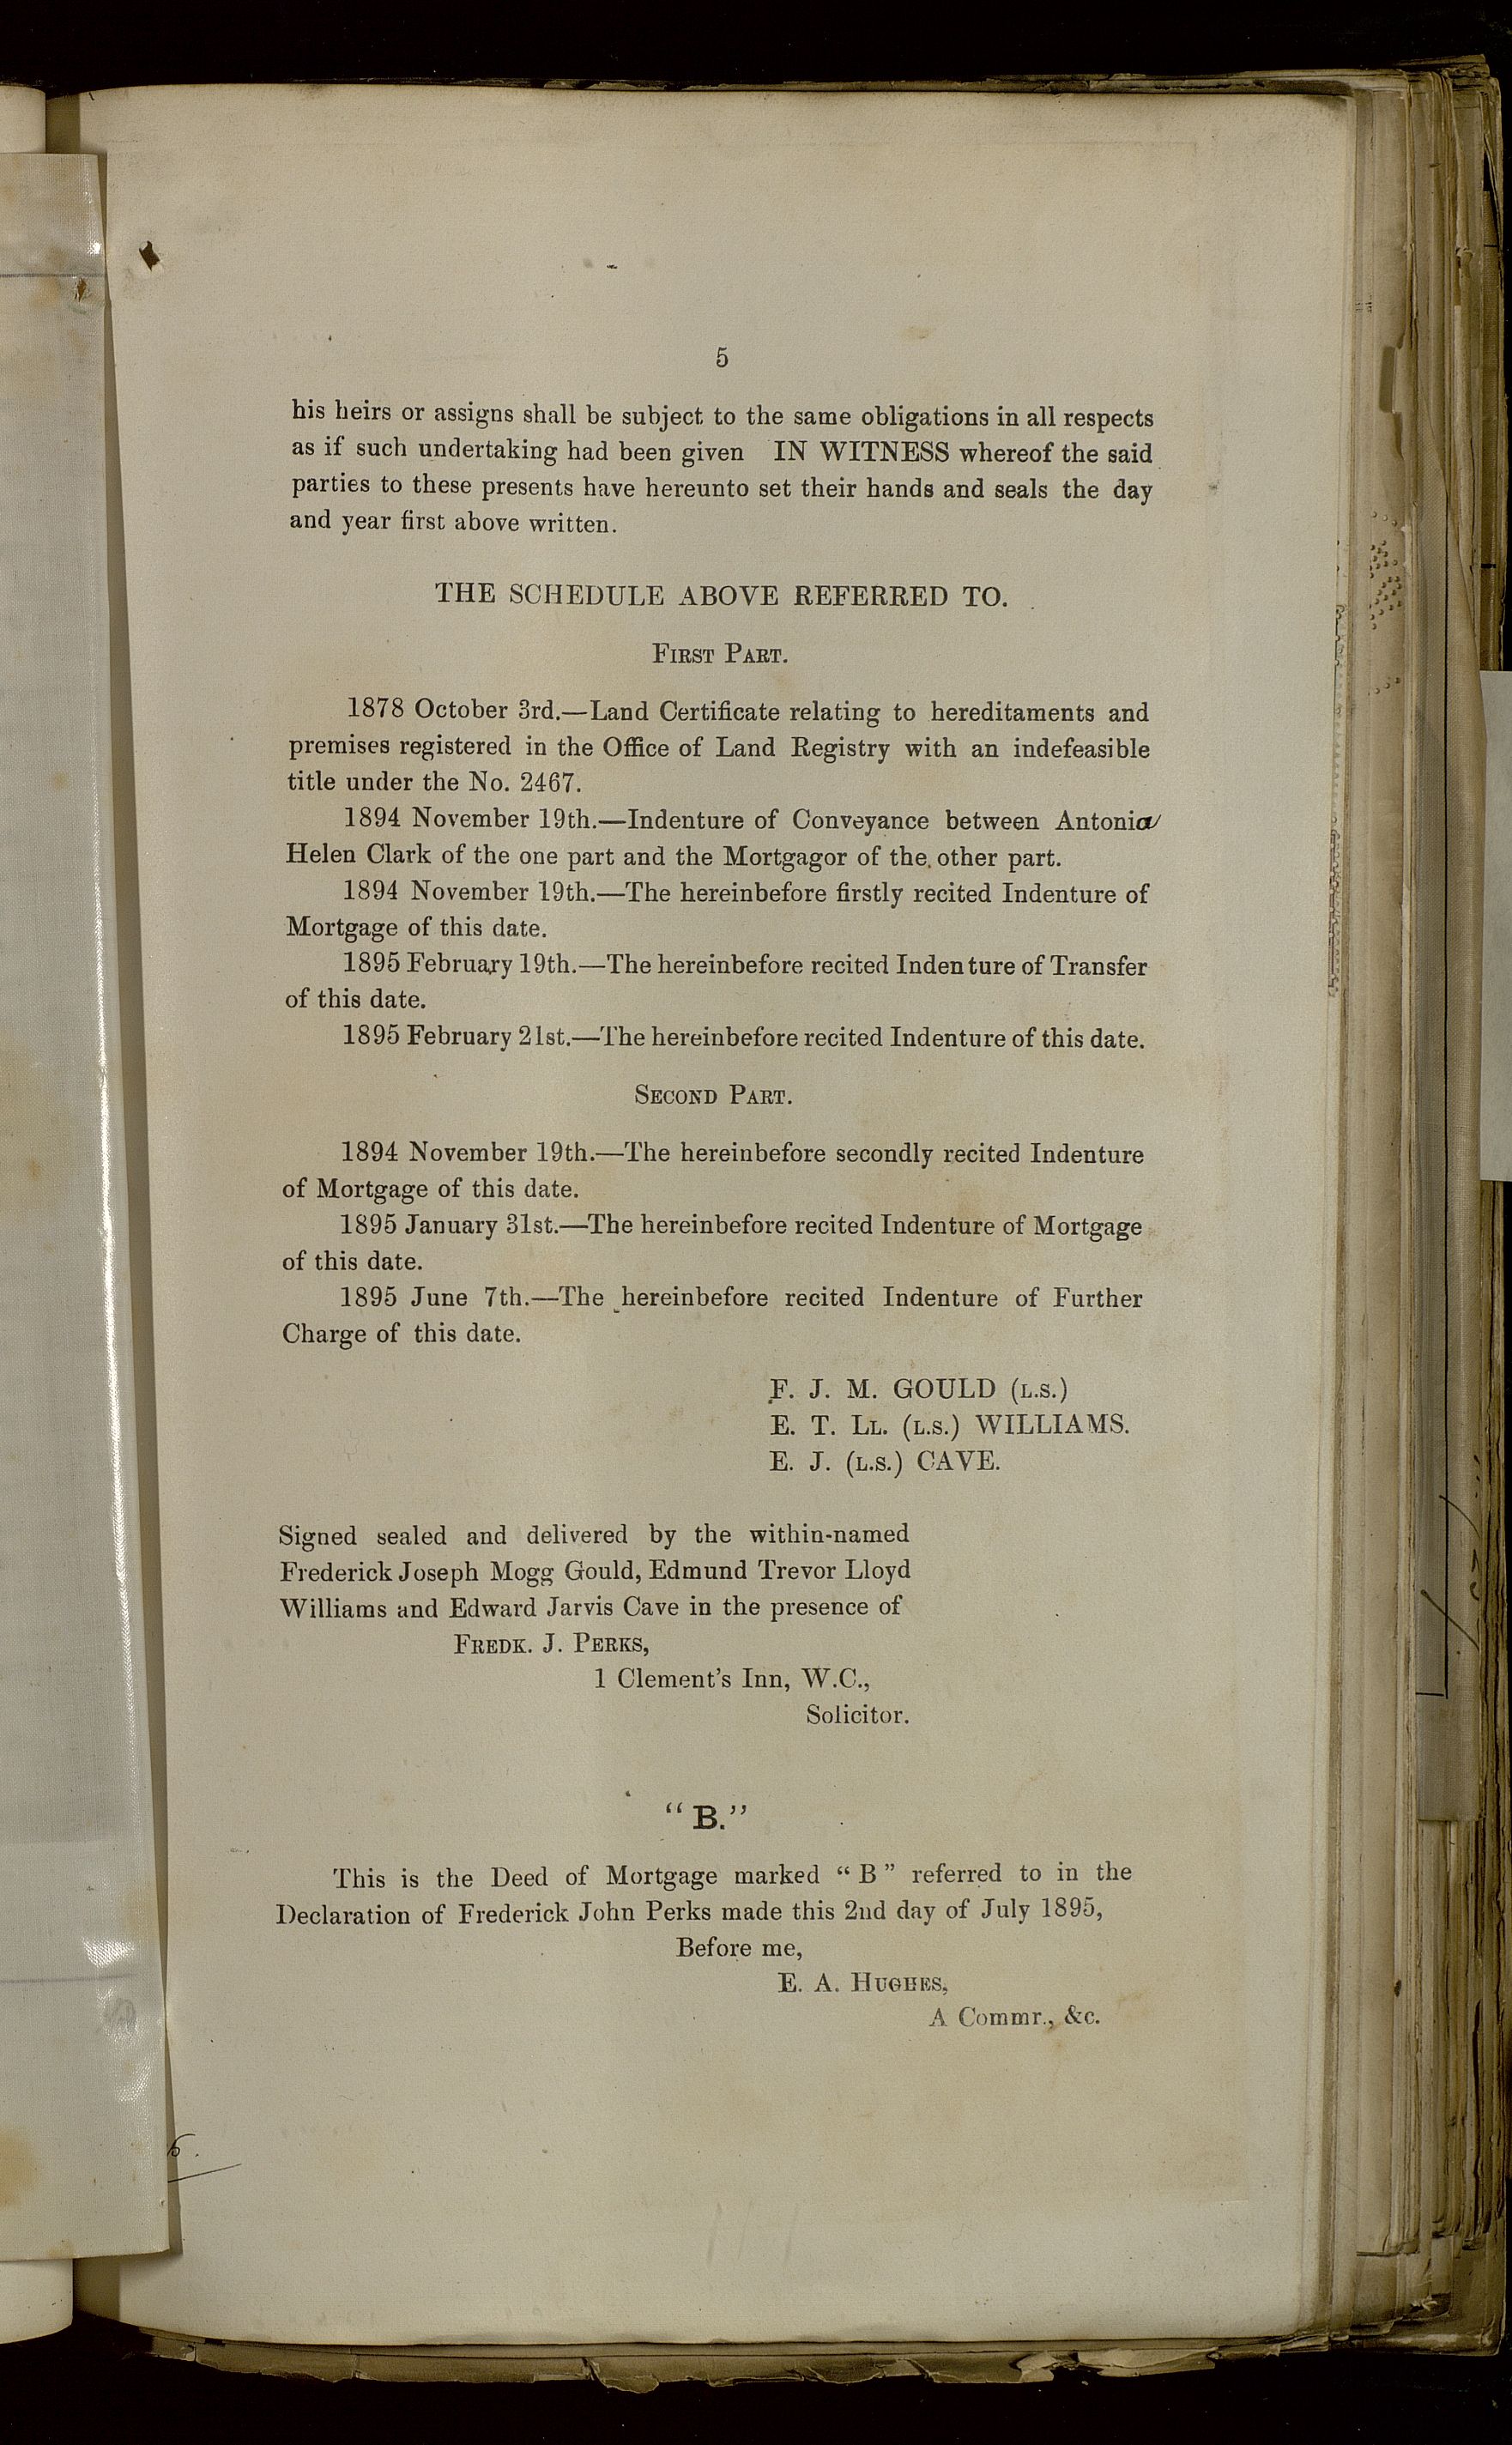 5
his heirs or assigns shall be subject to the same obligations in all respects
as if such undertaking had been given IN WITNESS whereof the said
parties to these presents have hereunto set their hands and seals the day
and year first above written.
THE SCHEDULE ABOVE REFERRED TO.
FIRST PART.
1878 October 3rd.—Land Certificate relating to hereditaments and
premises registered in the Office of Land Registry with an indefeasible
title under the No. 2467.
1894 November 19th.—Indenture of Conveyance between Antonia
Helen Clark of the one part and the Mortgagor of the other part.
1894 November 19th.—The hereinbefore firstly recited Indenture of
Mortgage of this date.
1895 February 19th.—The hereinbefore recited Indenture of Transfer
of this date.
1895 February 21st.—The hereinbefore recited Indenture of this date.
SECOND PART.
1894 November 19th.—The hereinbefore secondly recited Indenture
of Mortgage of this date.
1895 January 31st.—The hereinbefore recited Indenture of Mortgage
of this date.
1895 June 7th.—The hereinbefore recited Indenture of Further
Charge of this date.
F. J. M. GOULD (L.S.)
E. T. LL. (L.S.) WILLIAMS.
E. J. (L.S.) CAVE.
Signed sealed and delivered by the within-named
Frederick Joseph Mogg Gould, Edmund Trevor Lloyd
Williams and Edward Jarvis Cave in the presence of
FREDK. J. PERKS,
1 Clement's Inn, W.C.,
Solicitor.
"B."
This is the Deed of Mortgage marked "B" referred to in the
Declaration of Frederick John Perks made this 2nd day of July 1895,
Before me,
E. A. HUGHES,
A Commr., &c.